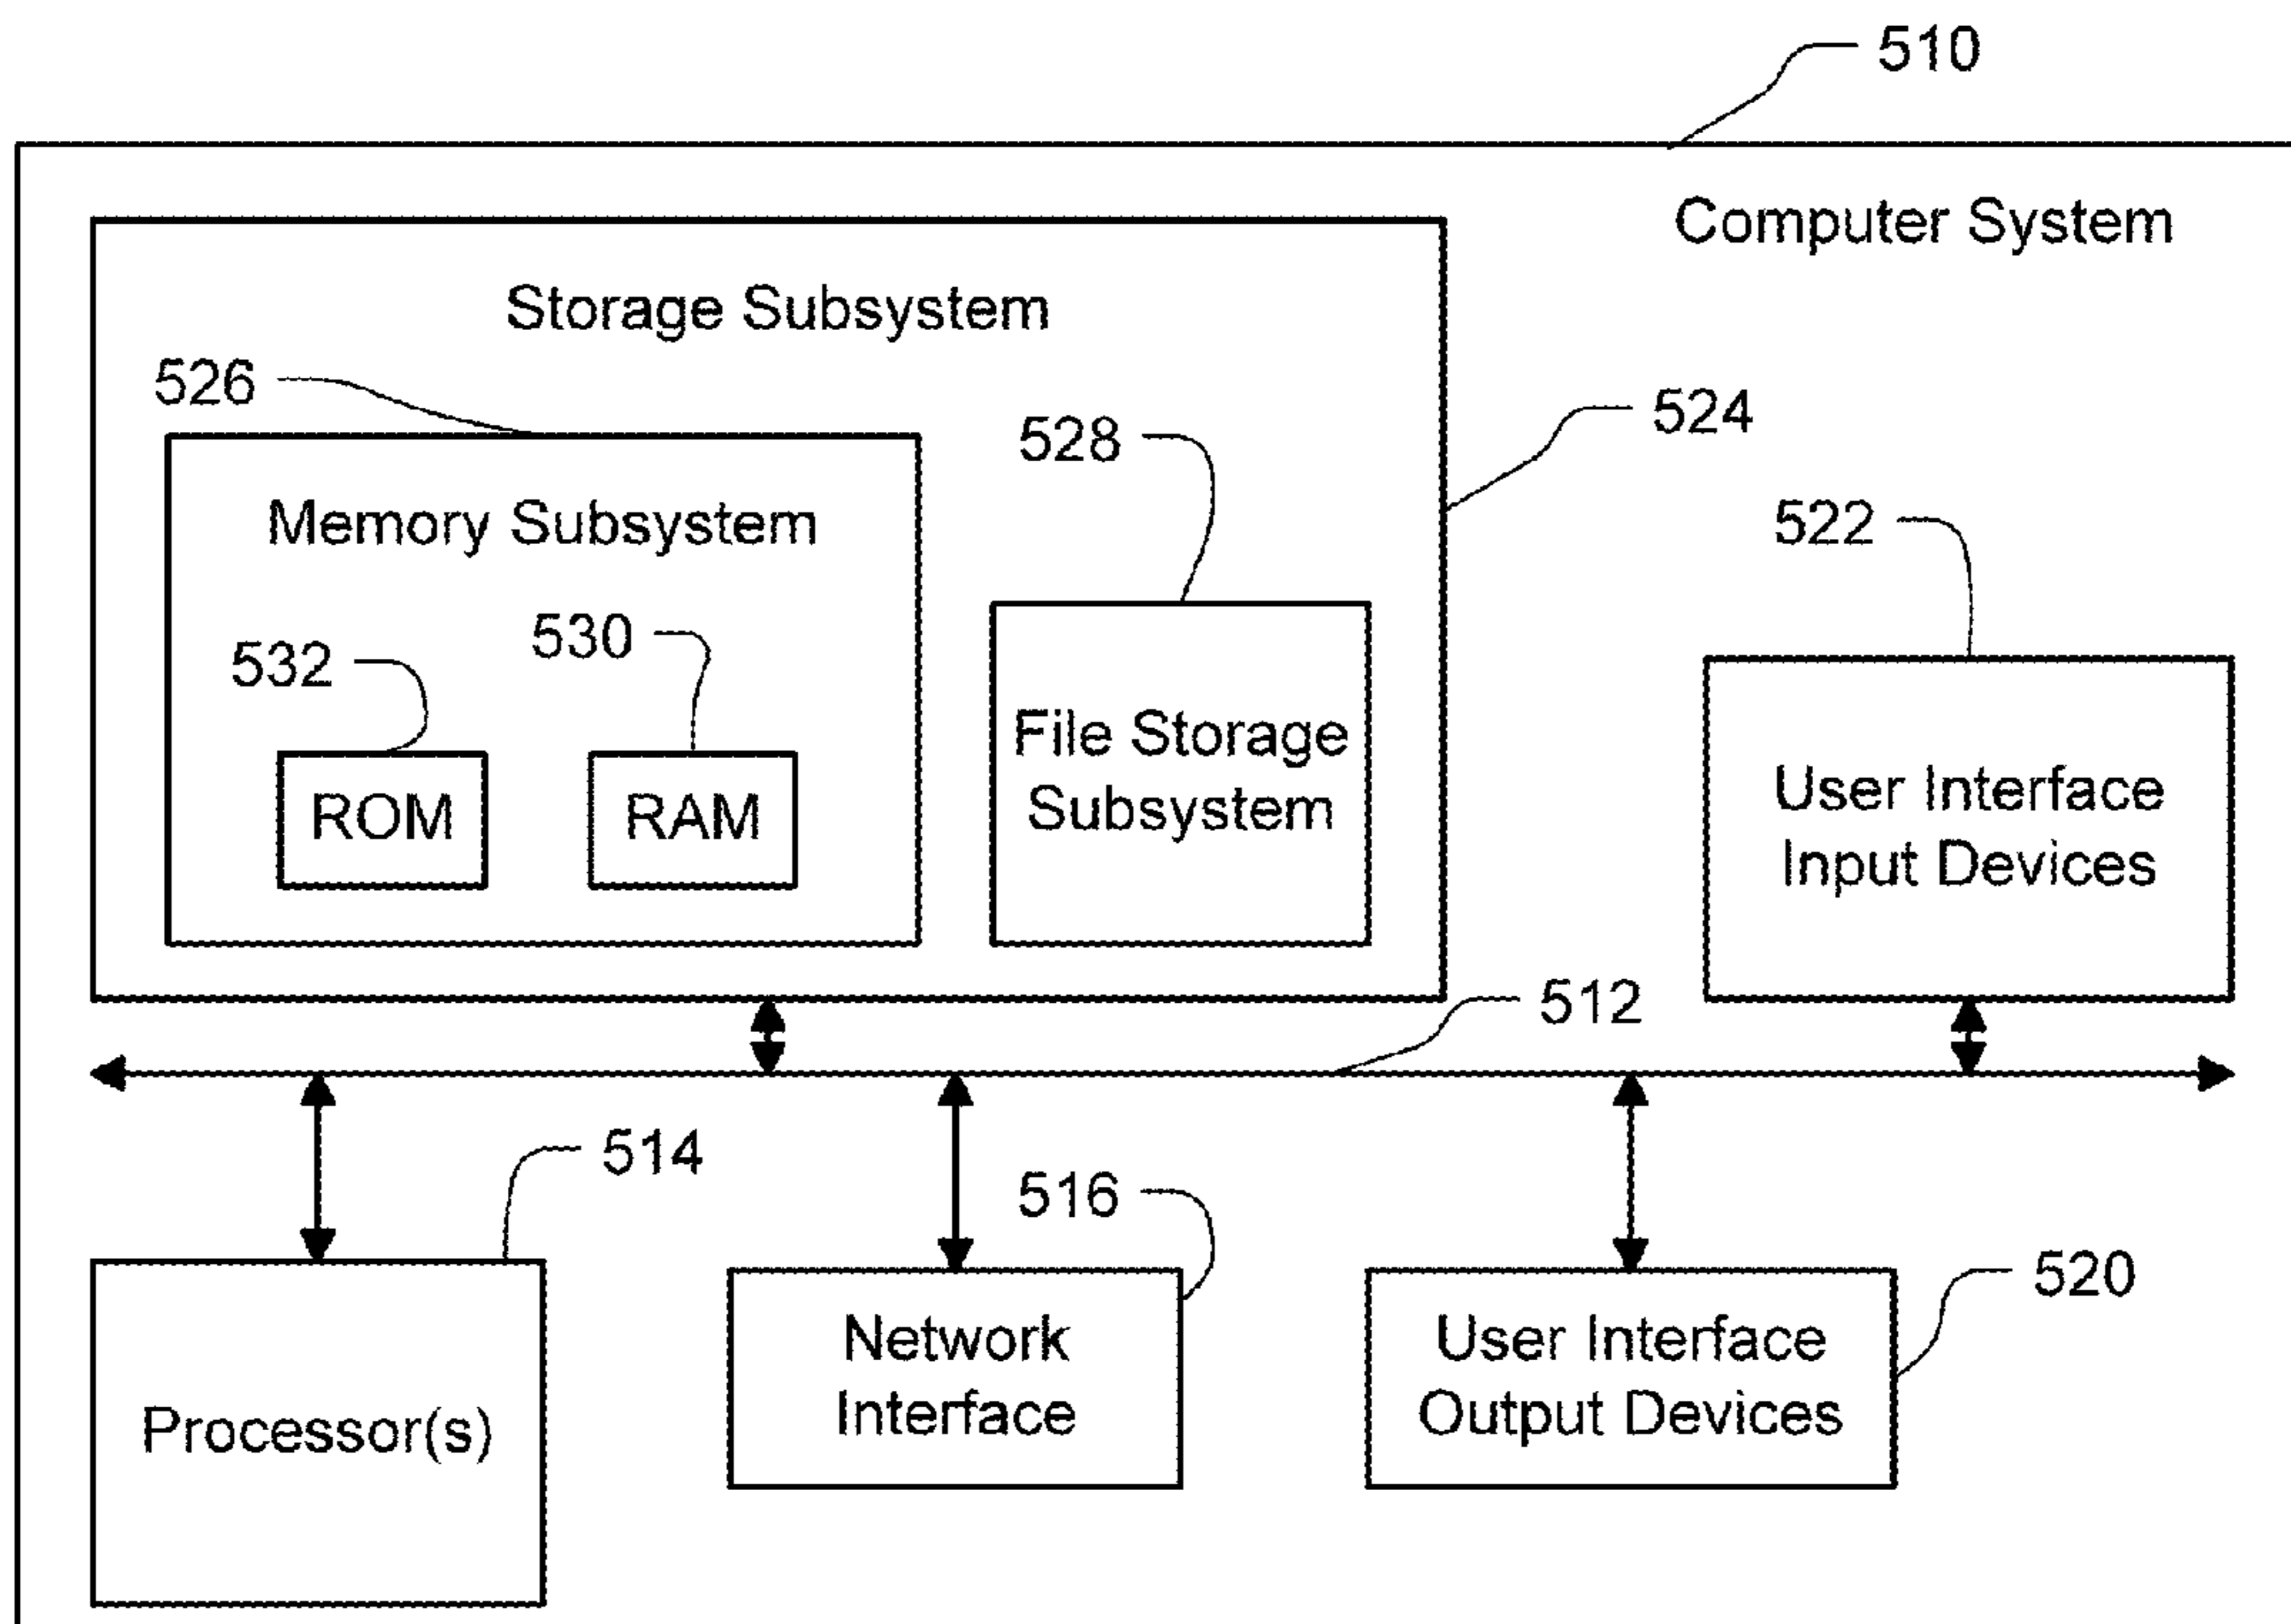 510
Computer System
Storage Subsystem
526
524
528
Memory Subsystem
522
530
532
File Storage
Subsystem
ROM
RAM
User Interface
Input Devices
512
514
516
520
Network
Interface
User Interface
Output Devices
Processor(s)